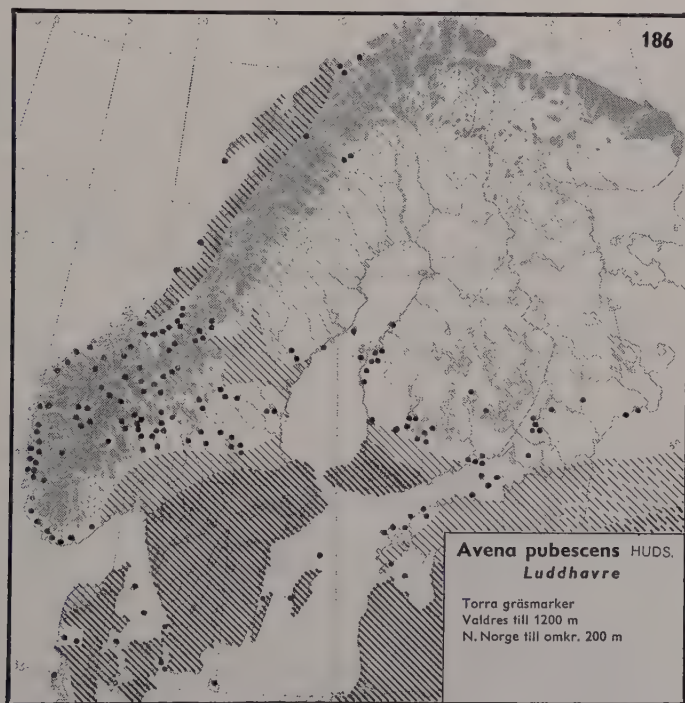 186
Avena pubescens HUDS.
Luddhavre
Torra gräsmarker
Valdres till 1200 m
N. Norge till omkr. 200 m